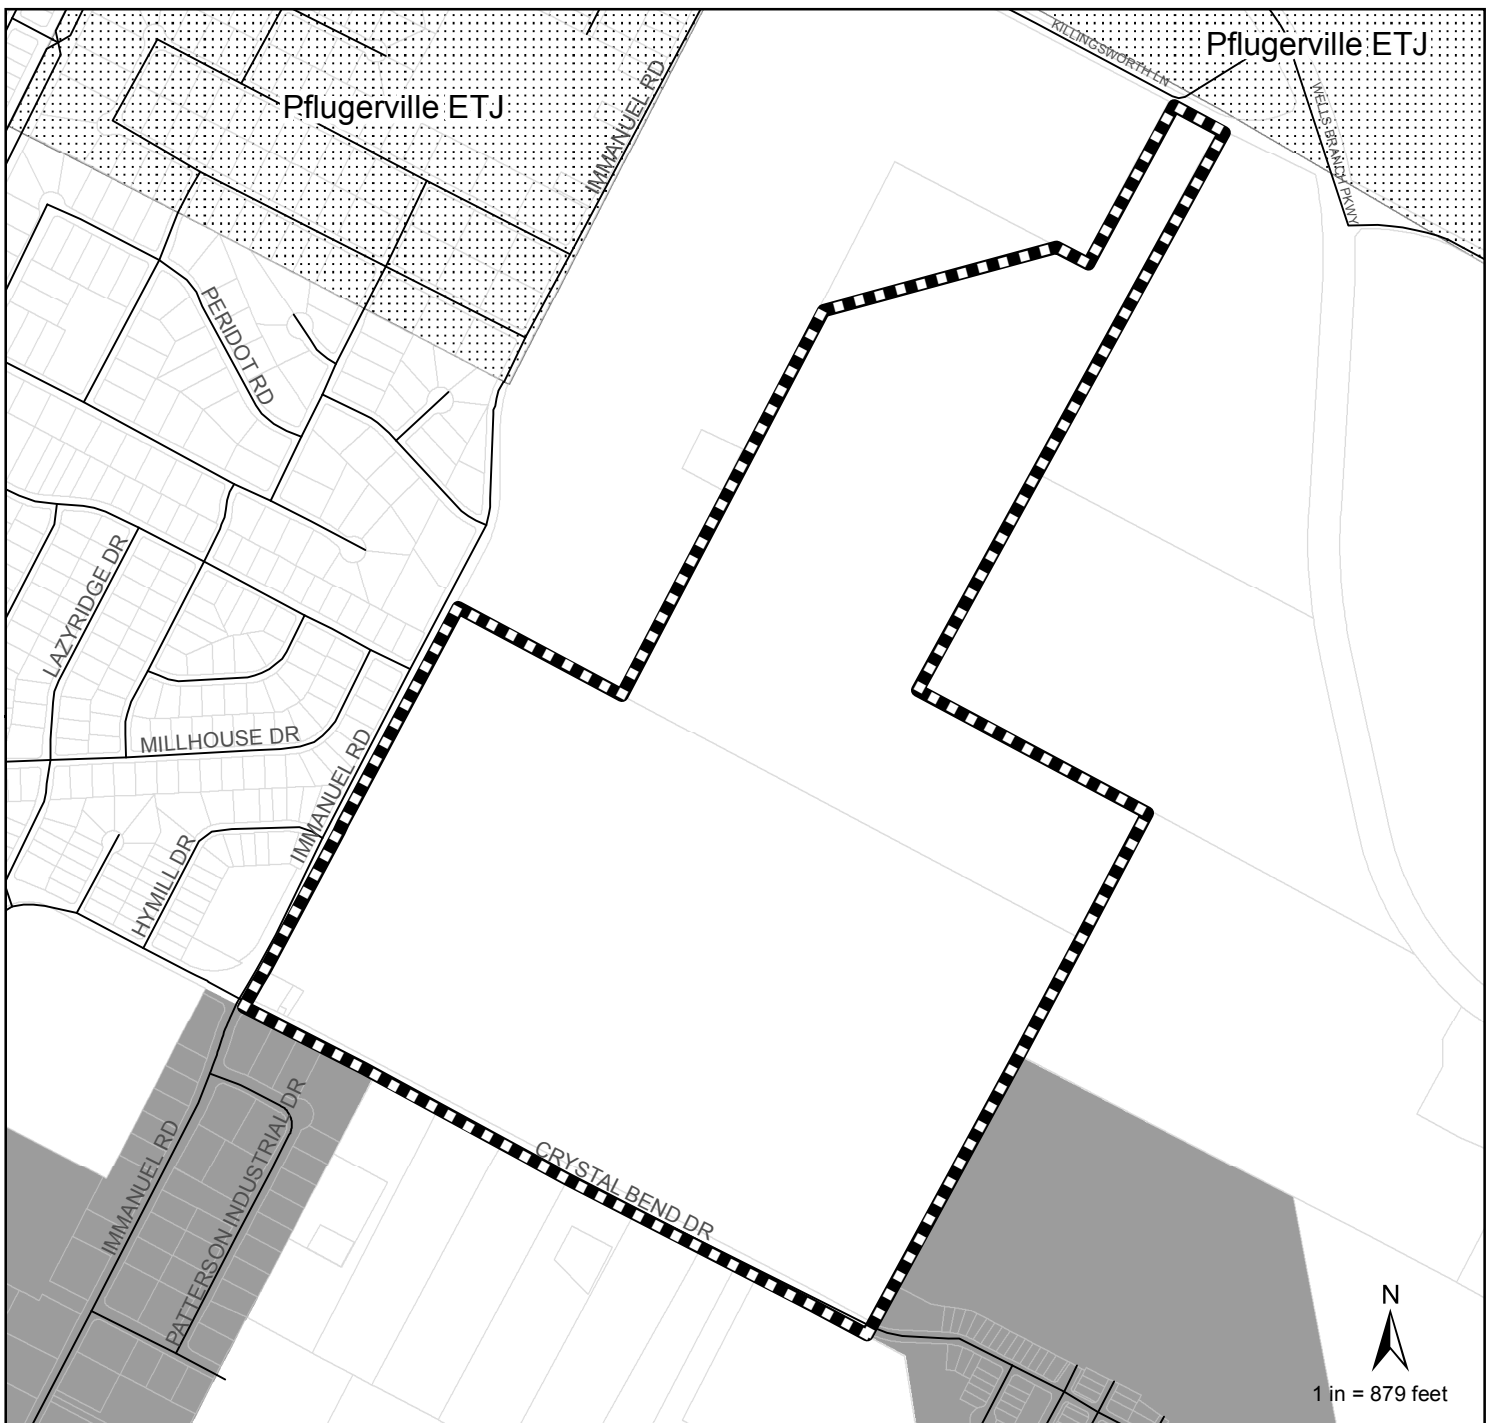 KILLINGSWORTH LN
Pflugerville ETJ
Pflugerville ETJ
IMMANUEL RD
WELLS BRANCH PKWY
PERIDOT RD
LAZYRIDGE DR
MILLHOUSE DR
IMMANUEL RD
HYMILL DR
CRYSTAL BEND DR
IMMANUEL RD
PATTERSON INDUSTRIAL DR
N
1 in = 879 feet